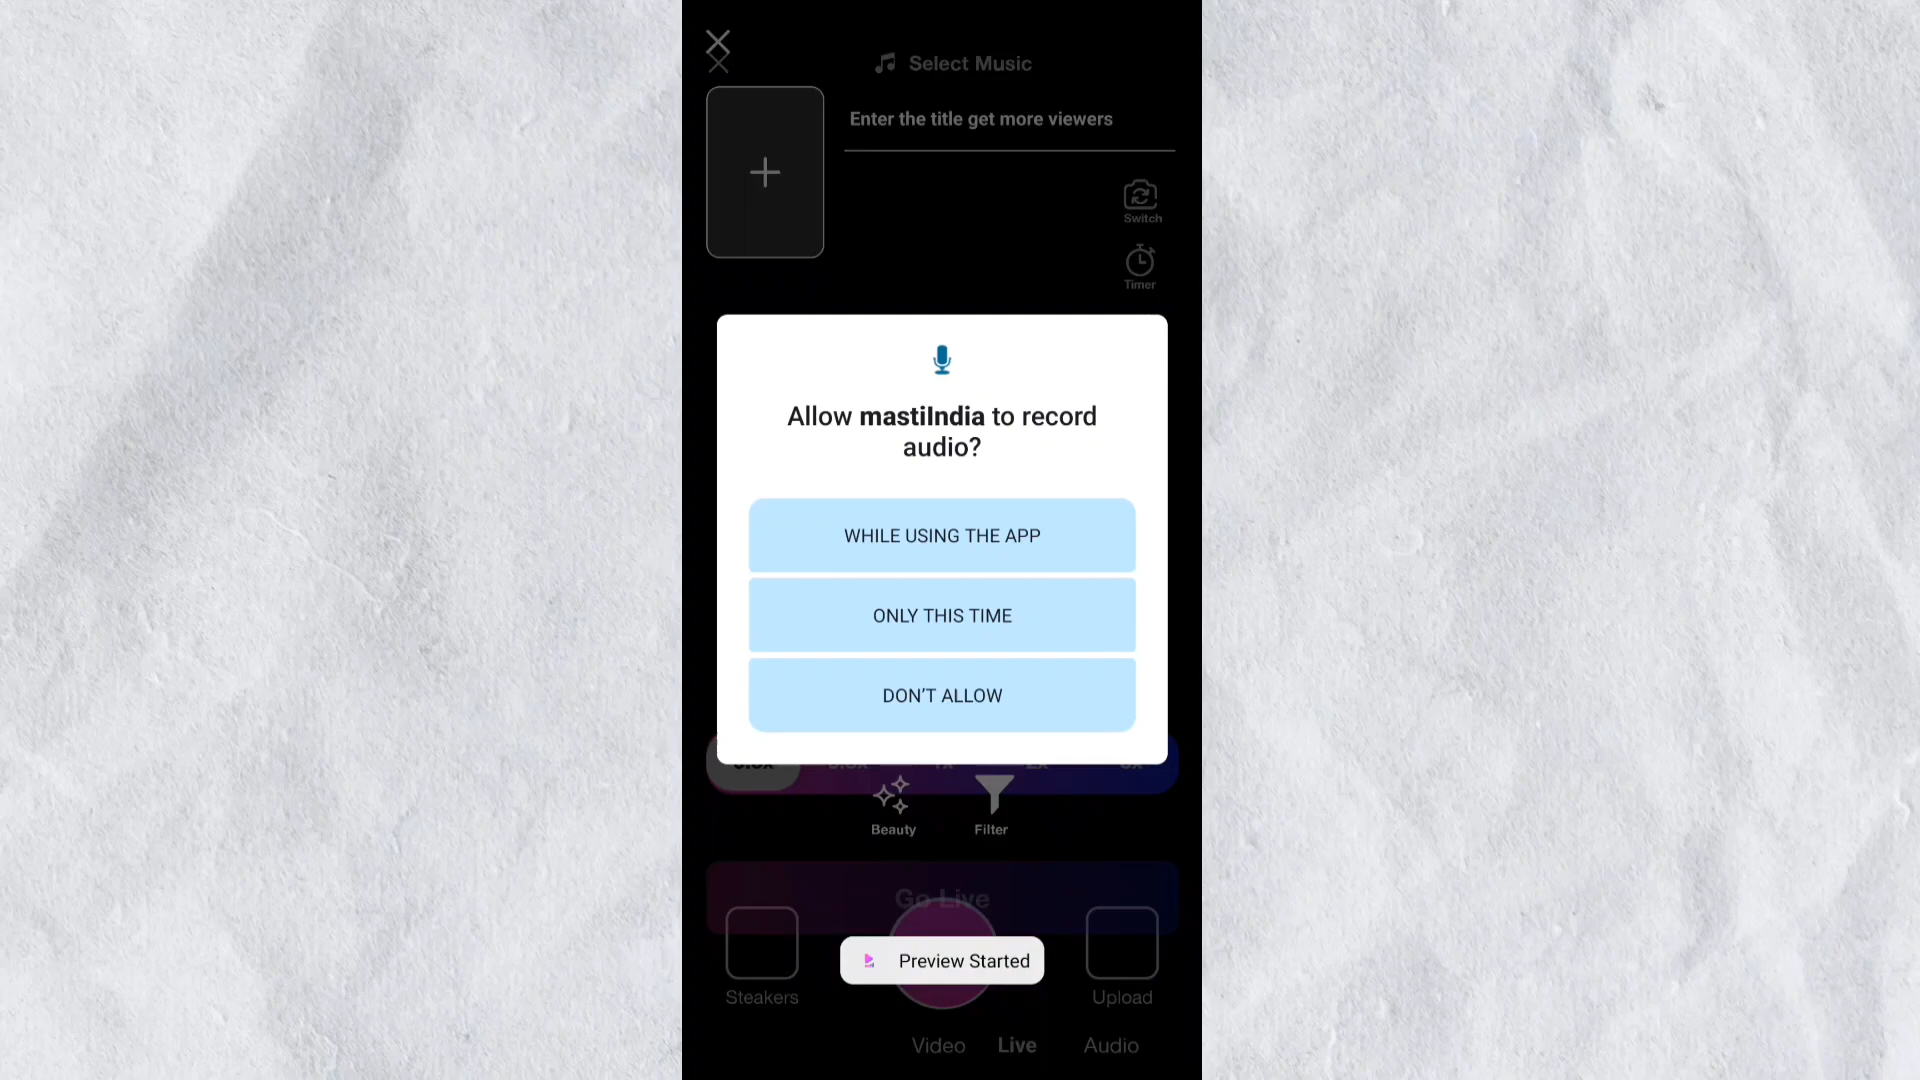 Select Music
Enter the title get more viewers
Switch
Timer
Allow mastiIndia to record
audio?
WHILE USING THE APP
ONLY THIS TIME
DON’T ALLOW
Beauty
Filter
Go Live
Preview Started
Steakers
Upload
Video Live Audio